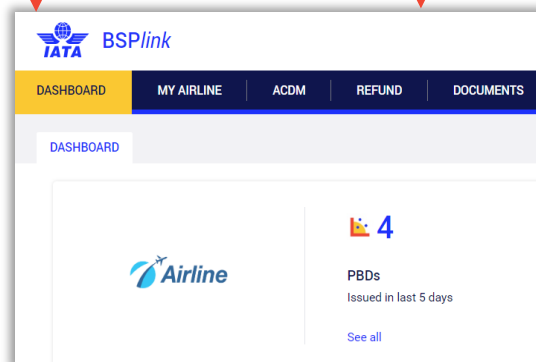 IATA
BSPlink
DASHBOARD MY AIRLINE ACDM REFUND DOCUMENTS
DASHBOARD
Airline
4
PBDs
Issued in last 5 days
See all